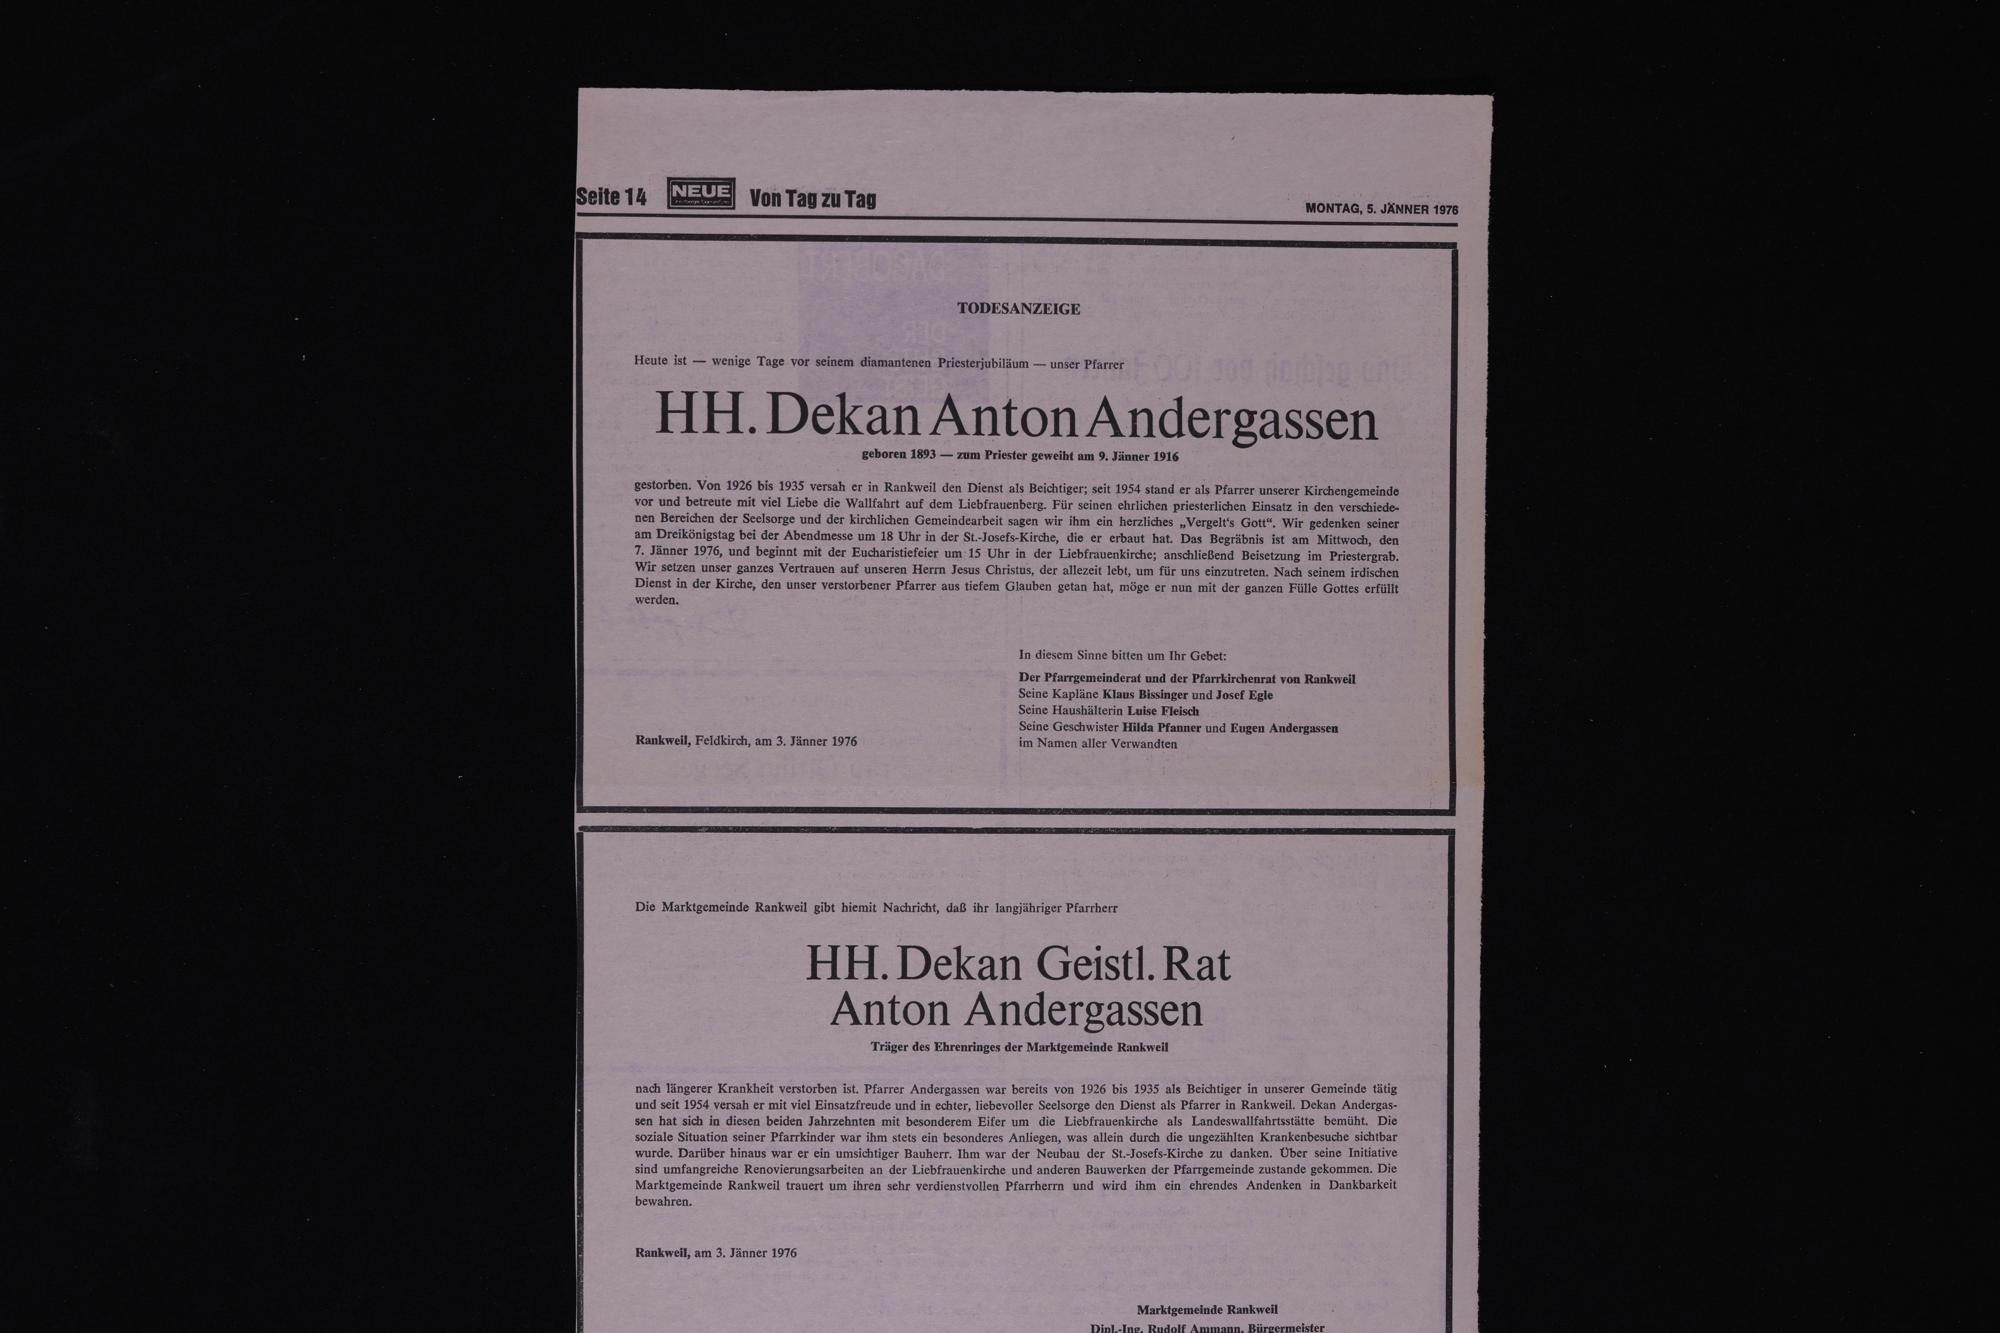 Seite 14 NEUE Von Tag zu Tag
MONTAG, 5. JÄNNER 1976
TODESANZEIGE
Heute ist — wenige Tage vor seinem diamantenen Priesterjubiläum — unser Pfarrer
HH. Dekan Anton Andergassen
geboren 1893 — zum Priester geweiht am 9. Jänner 1916
gestorben. Von 1926 bis 1935 versah er in Rankweil den Dienst als Beichtiger; seit 1954 stand er als Pfarrer unserer Kirchengemeinde
vor und betreute mit viel Liebe die Wallfahrt auf dem Liebfrauenberg. Für seinen ehrlichen priesterlichen Einsatz in den verschiede-
nen Bereichen der Seelsorge und der kirchlichen Gemeindearbeit sagen wir ihm ein herzliches „Vergelt's Gott“. Wir gedenken seiner
am Dreikönigstag bei der Abendmesse um 18 Uhr in der St.-Josefs-Kirche, die er erbaut hat. Das Begräbnis ist am Mittwoch, den
7. Jänner 1976, und beginnt mit der Eucharistiefeier um 15 Uhr in der Liebfrauenkirche; anschließend Beisetzung im Priestergrab.
Wir setzen unser ganzes Vertrauen auf unseren Herrn Jesus Christus, der allezeit lebt, um für uns einzutreten. Nach seinem irdischen
Dienst in der Kirche, den unser verstorbener Pfarrer aus tiefem Glauben getan hat, möge er nun mit der ganzen Fülle Gottes erfüllt
werden.
In diesem Sinne bitten um Ihr Gebet:
Der Pfarrgemeinderat und der Pfarrkirchenrat von Rankweil
Seine Kapläne Klaus Bissinger und Josef Egle
Seine Haushälterin Luise Fleisch
Seine Geschwister Hilda Pfanner und Eugen Andergassen
im Namen aller Verwandten
Rankweil, Feldkirch, am 3. Jänner 1976
Die Marktgemeinde Rankweil gibt hiemit Nachricht, daß ihr langjähriger Pfarrherr
HH. Dekan Geistl. Rat
Anton Andergassen
Träger des Ehrenringes der Marktgemeinde Rankweil
nach längerer Krankheit verstorben ist. Pfarrer Andergassen war bereits von 1926 bis 1935 als Beichtiger in unserer Gemeinde tätig
und seit 1954 versah er mit viel Einsatzfreude und in echter, liebevoller Seelsorge den Dienst als Pfarrer in Rankweil. Dekan Andergas-
sen hat sich in diesen beiden Jahrzehnten mit besonderem Eifer um die Liebfrauenkirche als Landeswallfahrtsstätte bemüht. Die
soziale Situation seiner Pfarrkinder war ihm stets ein besonderes Anliegen, was allein durch die ungezählten Krankenbesuche sichtbar
wurde. Darüber hinaus war er ein umsichtiger Bauherr. Ihm war der Neubau der St.-Josefs-Kirche zu danken. Über seine Initiative
sind umfangreiche Renovierungsarbeiten an der Liebfrauenkirche und anderen Bauwerken der Pfarrgemeinde zustande gekommen. Die
Marktgemeinde Rankweil trauert um ihren sehr verdienstvollen Pfarrherrn und wird ihm ein ehrendes Andenken in Dankbarkeit
bewahren.
Rankweil, am 3. Jänner 1976
Marktgemeinde Rankweil
Dipl.-Ing. Rudolf Ammann, Bürgermeister